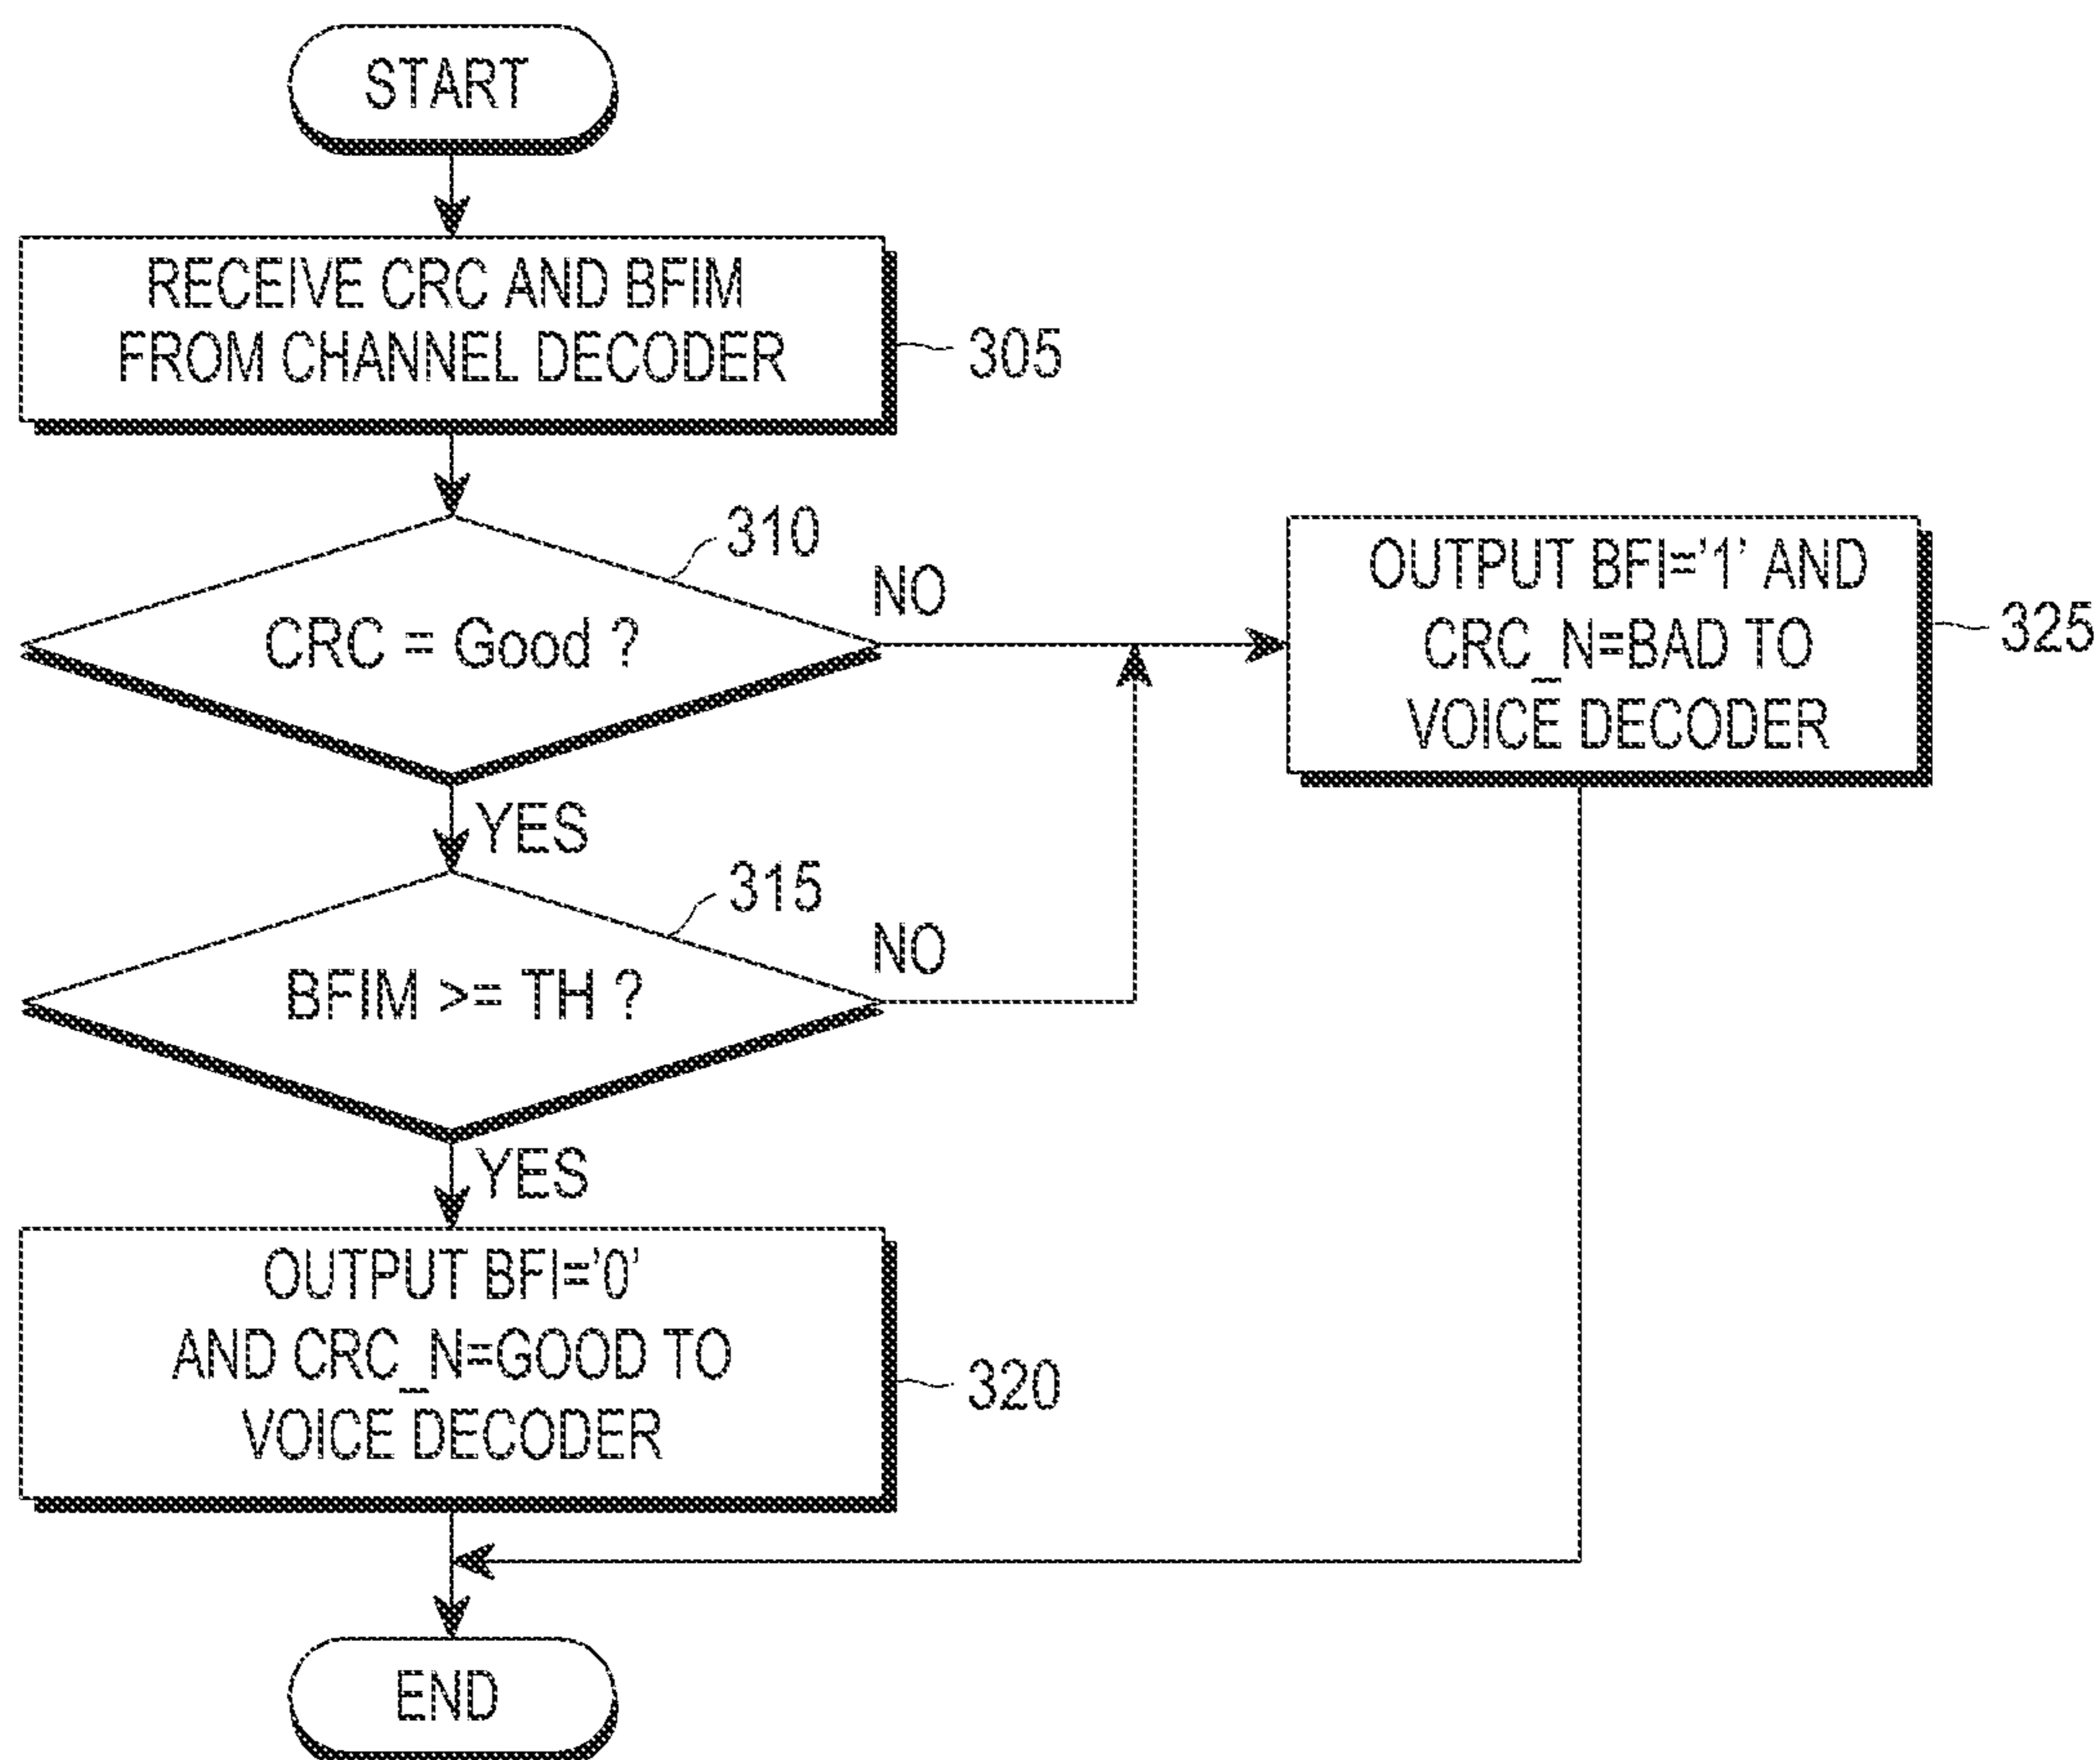 START
RECEIVE CRC AND BFIM
FROM CHANNEL DECODER
305
310
CRC = Good ?
NO
YES
OUTPUT BFI='1' AND
CRC_N=BAD TO
VOICE DECODER
325
315
BFIM >= TH ?
NO
YES
OUTPUT BFI='0'
AND CRC_N=GOOD TO
VOICE DECODER
320
END